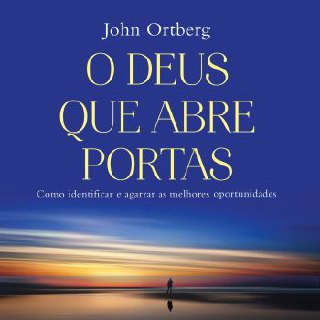 John Ortberg
O DEUS
QUE ABRE
PORTAS
Como identificar e agarrar as melhores oportunidades